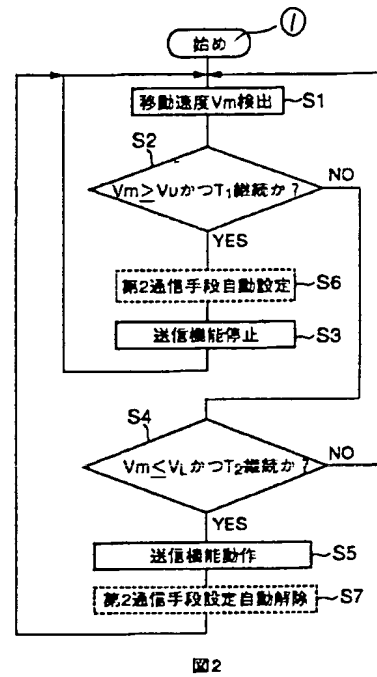 ①
始め
移動速度Vm検出 S1
S2
Vm≧VuかつT₁継続か? NO
YES
第2通信手段自動設定 S6
送信機能停止 S3
S4
Vm≦VLかつT₂継続か? NO
YES
送信機能動作 S5
第2通信手段設定自動解除 S7
図2